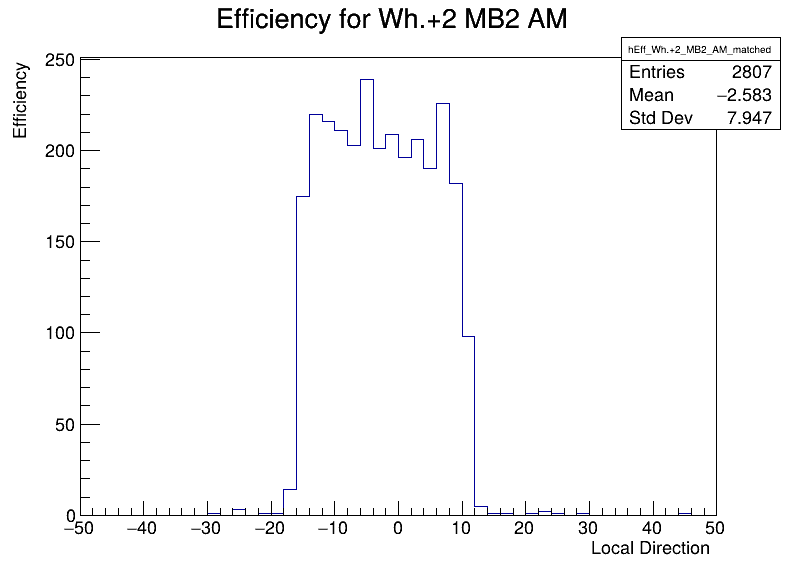 Efficiency for Wh.+2 MB2 AM
hEff_Wh.+2_MB2_AM_matched
Entries 2807
Mean −2.583
Std Dev 7.947
Efficiency
250
200
150
100
50
0
−50 −40 −30 −20 −10 0 10 20 30 40 50
Local Direction